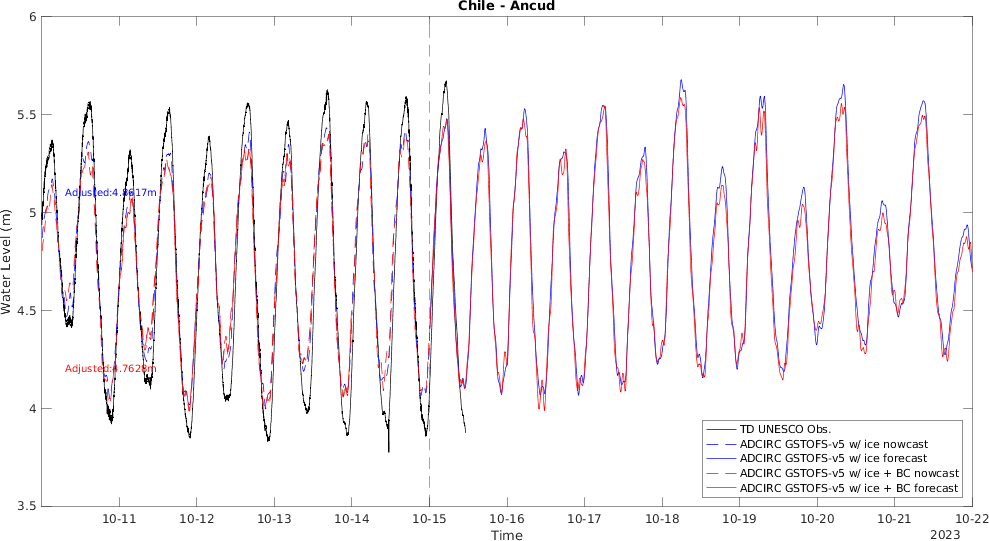 Chile - Ancud
6
5.5
5
4.5
4
3.5
Water Level (m)
Adjusted:4.8617m
Adjusted:4.7628m
TD UNESCO Obs.
ADCIRC GSTOFS-v5 w/ ice nowcast
ADCIRC GSTOFS-v5 w/ ice forecast
ADCIRC GSTOFS-v5 w/ ice + BC nowcast
ADCIRC GSTOFS-v5 w/ ice + BC forecast
10-11 10-12 10-13 10-14 10-15 10-16 10-17 10-18 10-19 10-20 10-21 10-22
Time
2023